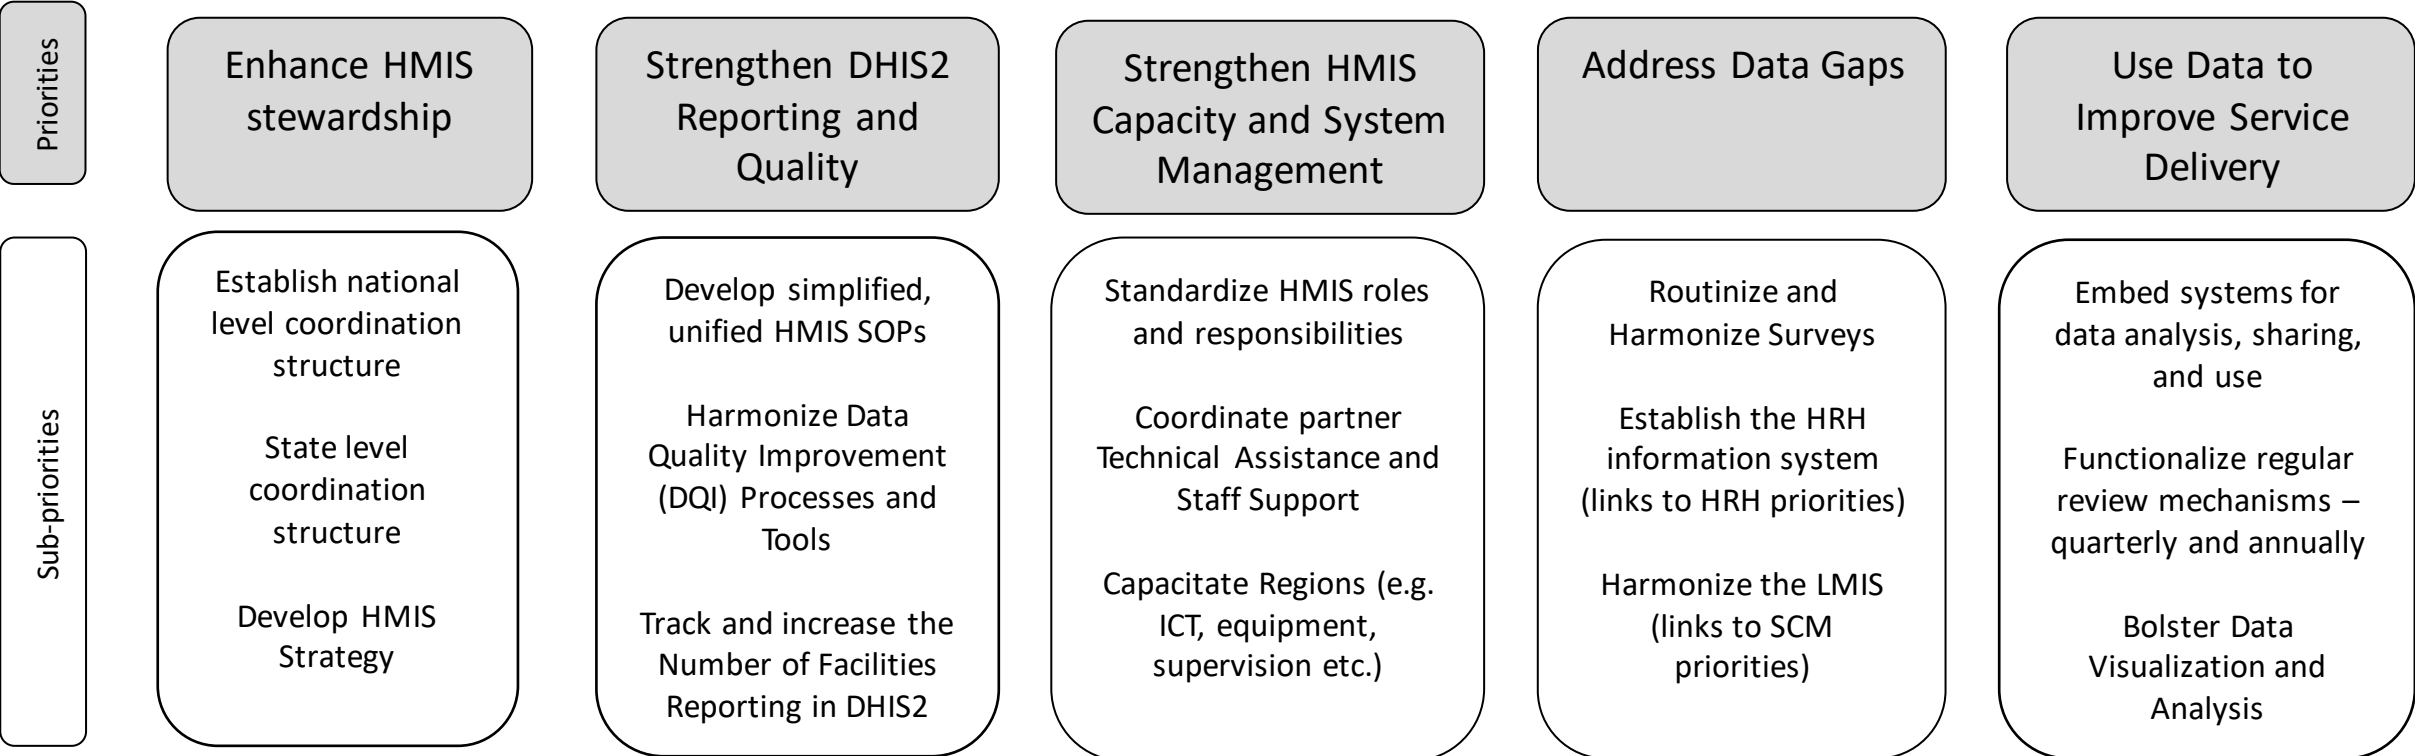 Priorities
Enhance HMIS
stewardship
Strengthen DHIS2
Reporting and
Quality
Strengthen HMIS
Capacity and System
Management
Address Data Gaps
Use Data to
Improve Service
Delivery
Sub-priorities
Establish national
level coordination
structure
State level
coordination
structure
Develop HMIS
Strategy
Develop simplified,
unified HMIS SOPs
Harmonize Data
Quality Improvement
(DQI) Processes and
Tools
Track and increase the
Number of Facilities
Reporting in DHIS2
Standardize HMIS roles
and responsibilities
Coordinate partner
Technical Assistance and
Staff Support
Capacitate Regions (e.g.
ICT, equipment,
supervision etc.)
Routinize and
Harmonize Surveys
Establish the HRH
information system
(links to HRH priorities)
Harmonize the LMIS
(links to SCM
priorities)
Embed systems for
data analysis, sharing,
and use
Functionalize regular
review mechanisms –
quarterly and annually
Bolster Data
Visualization and
Analysis